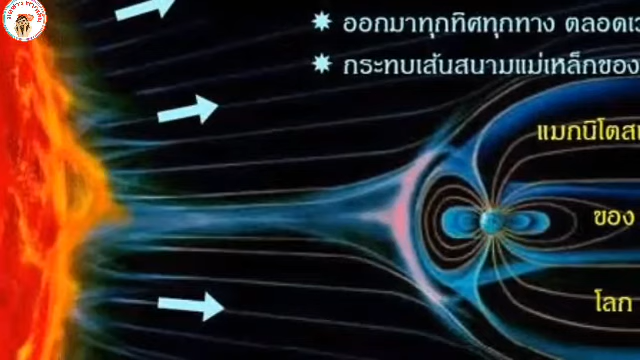 ✷ ออกมาทุกทิศทุกทาง ตลอดเว
✷ กระทบเส้นสนามแม่เหล็กของ
แมกนิโตส
ของ
โลก